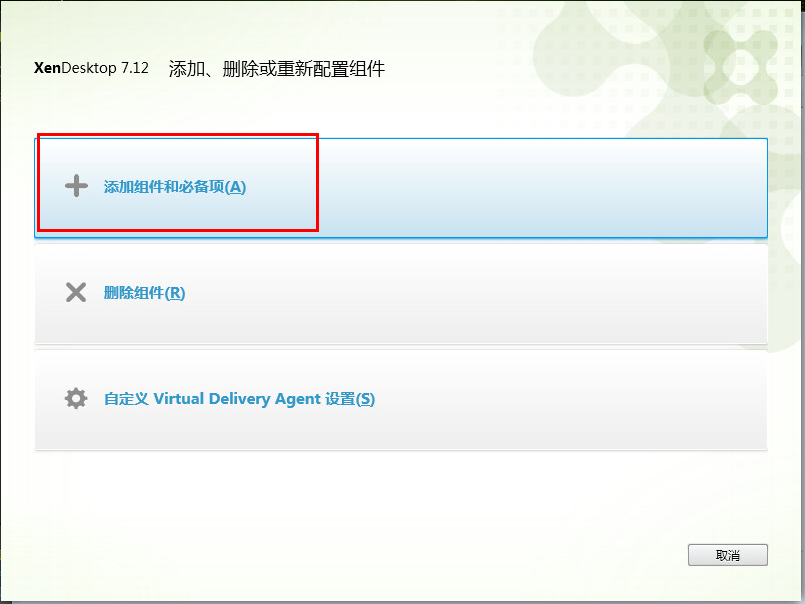 XenDesktop 7.12 添加、删除或重新配置组件
添加组件和必备项(A)
删除组件(R)
自定义 Virtual Delivery Agent 设置(S)
取消